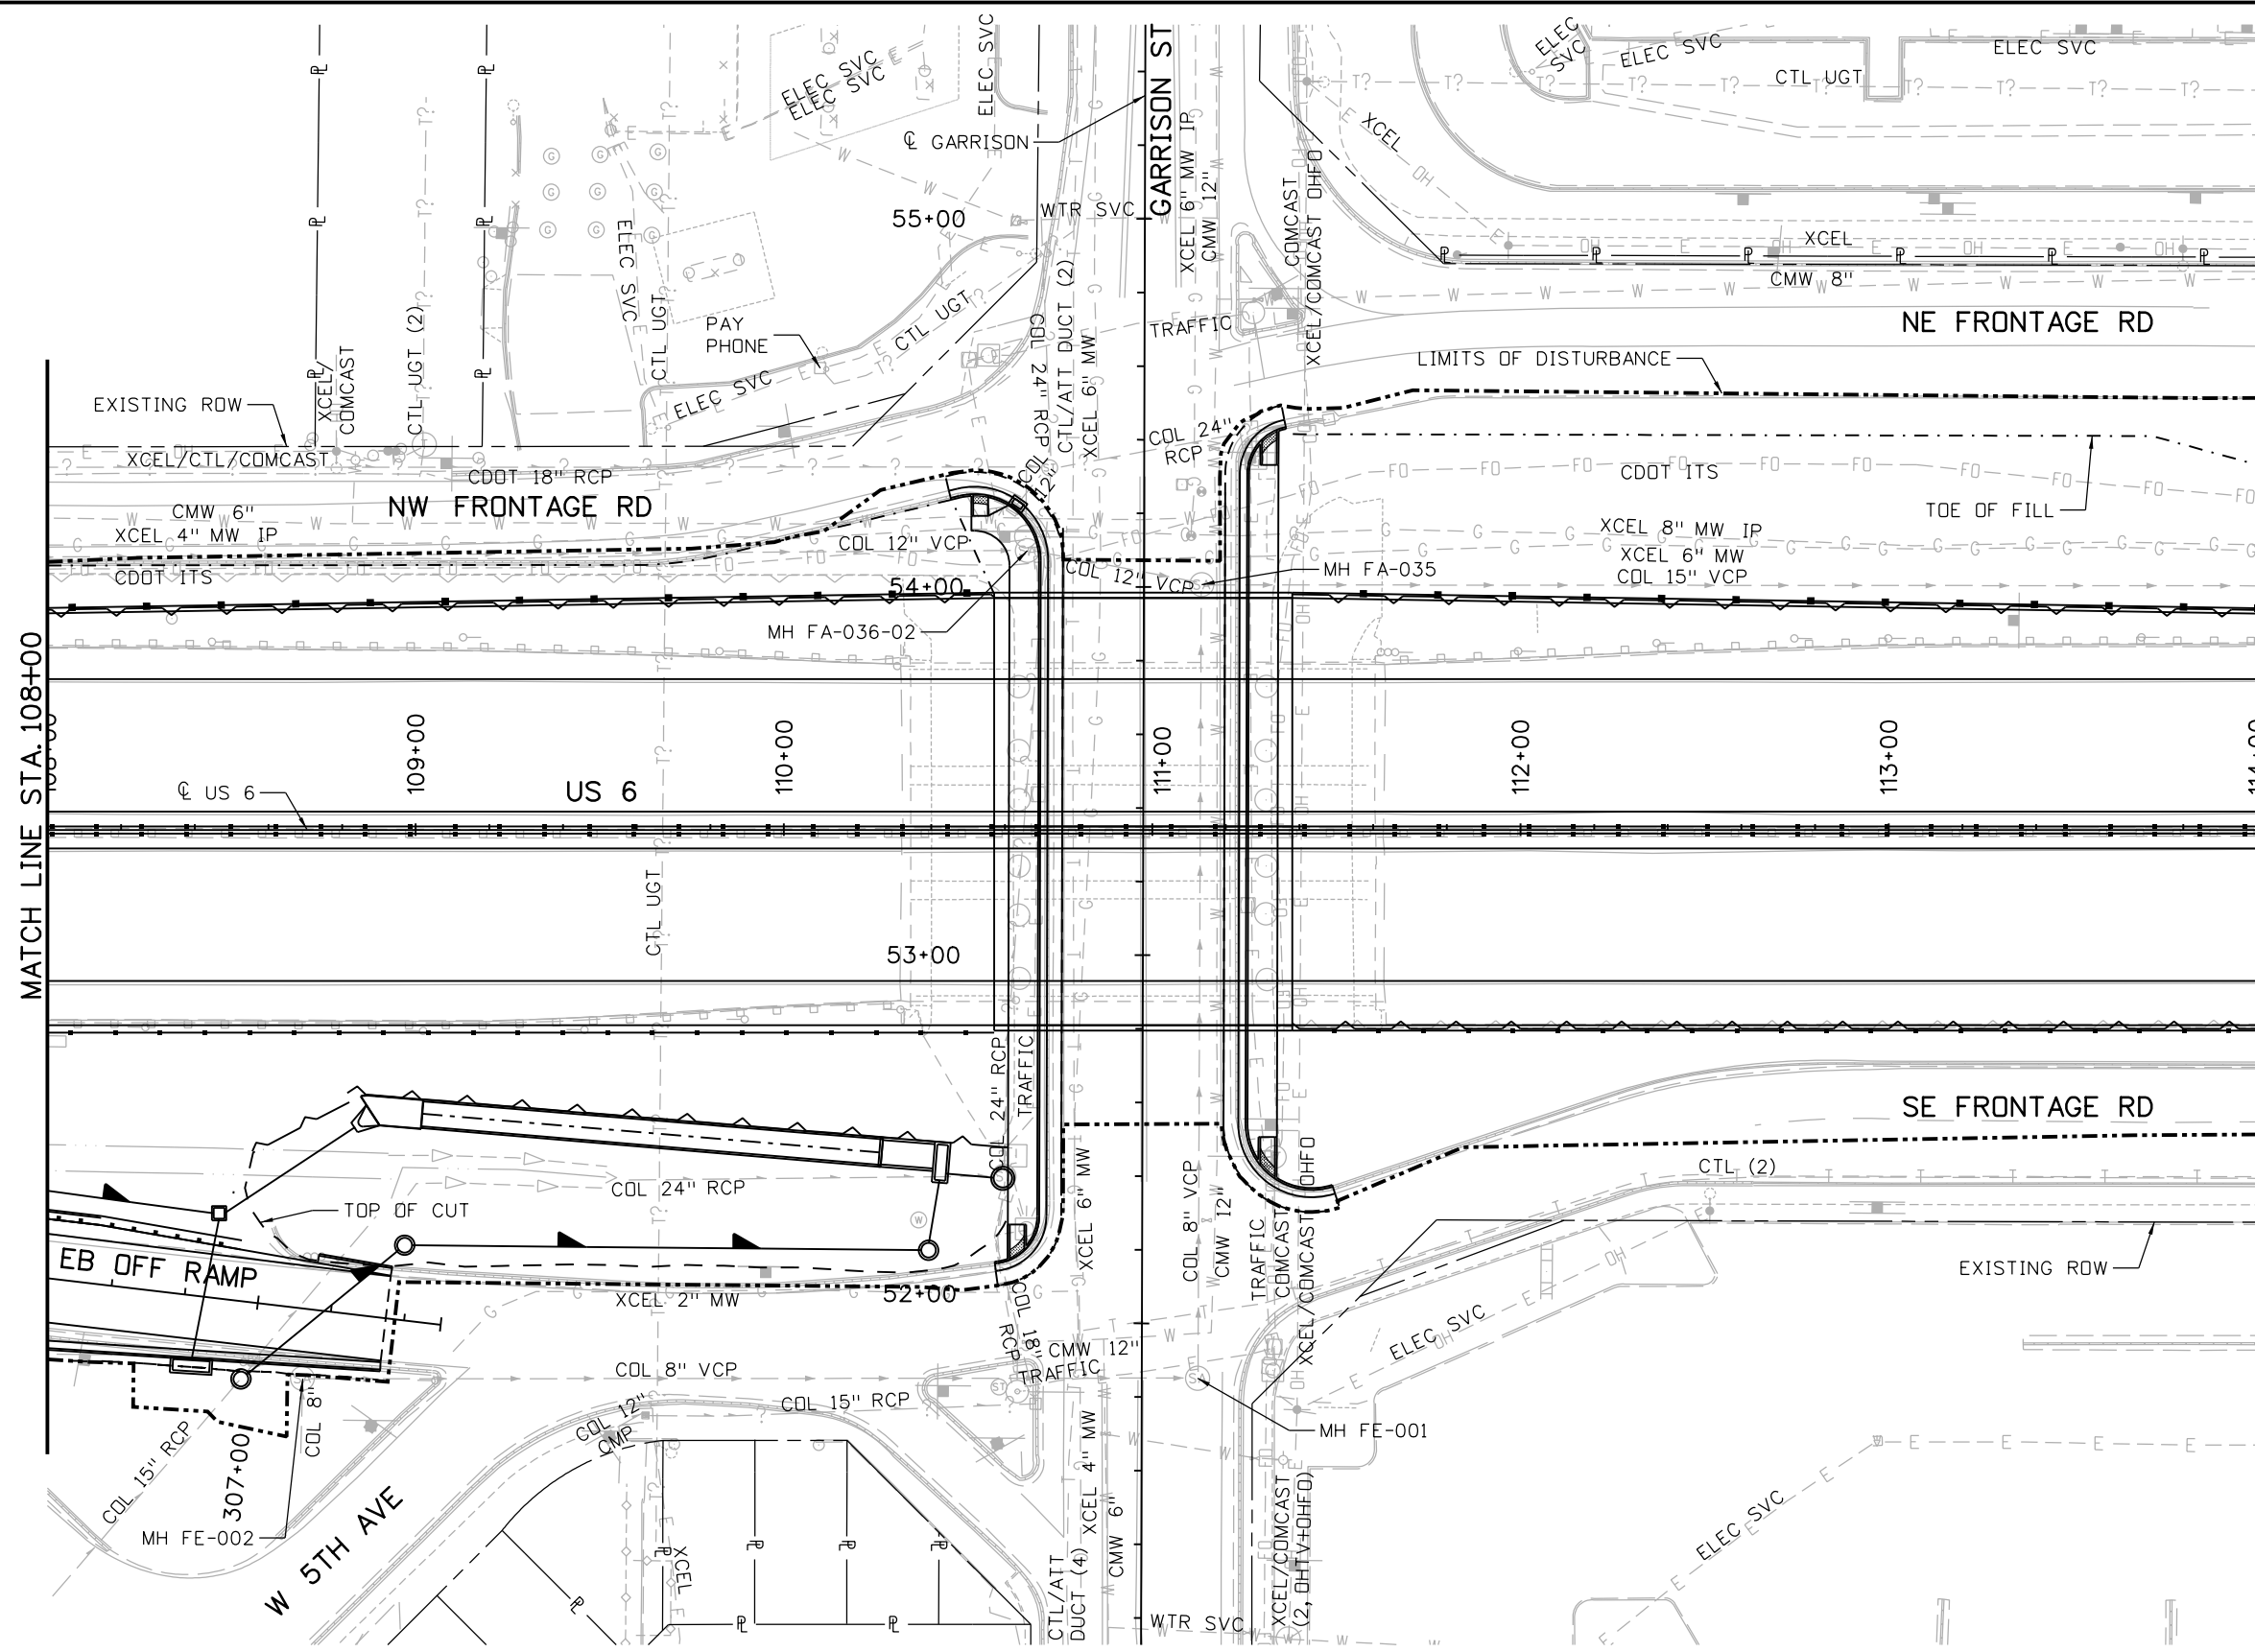 ELEC SVC
GARRISON ST
ELEC SVC
ELEC SVC
ELEC SVC
ELEC SVC
ELEC SVC
ELEC SVC
CTL UGT
℄ GARRISON
XCEL 6" MW IP
CMW 12"
XCEL
COMCAST
XCEL/COMCAST OHFO
55+00
WTR SVC
ELEC SVC
CTL UGT
XCEL
CMW 8"
PAY
PHONE
CTL UGT
COL 24" RCP
CTL/ATT DUCT (2)
XCEL 6" MW
TRAFFIC
NE FRONTAGE RD
LIMITS OF DISTURBANCE
XCEL/
COMCAST
CTL UGT (2)
ELEC SVC
EXISTING ROW
COL 24"
RCP
XCEL/CTL/COMCAST
CDOT 18" RCP
COL
12"
CDOT ITS
NW FRONTAGE RD
TOE OF FILL
CMW 6"
XCEL 4" MW IP
COL 12" VCP
XCEL 8" MW IP
XCEL 6" MW
COL 15" VCP
CDOT ITS
54+00
COL 12" VCP
MH FA-035
MH FA-036-02
MATCH LINE STA. 108+00
109+00
110+00
111+00
112+00
113+00
℄ US 6
US 6
CTL UGT
53+00
COL 24" RCP
TRAFFIC
SE FRONTAGE RD
CTL (2)
COL 24" RCP
TOP OF CUT
XCEL 6" MW
COL 8" VCP
CMW 12"
TRAFFIC
COMCAST
XCEL/COMCAST OHFO
EXISTING ROW
EB OFF RAMP
XCEL 2" MW
52+00
COL 18"
RCP
CMW 12"
TRAFFIC
ELEC SVC
COL 8" VCP
COL 15" RCP
COL 12"
CMP
COL 8"
COL 15" RCP
307+00
MH FE-001
MH FE-002
W 5TH AVE
XCEL
XCEL 4" MW
CMW 6"
CTL/ATT
DUCT (4)
XCEL/COMCAST
(2, OHTV+OHFO)
ELEC SVC
WTR SVC